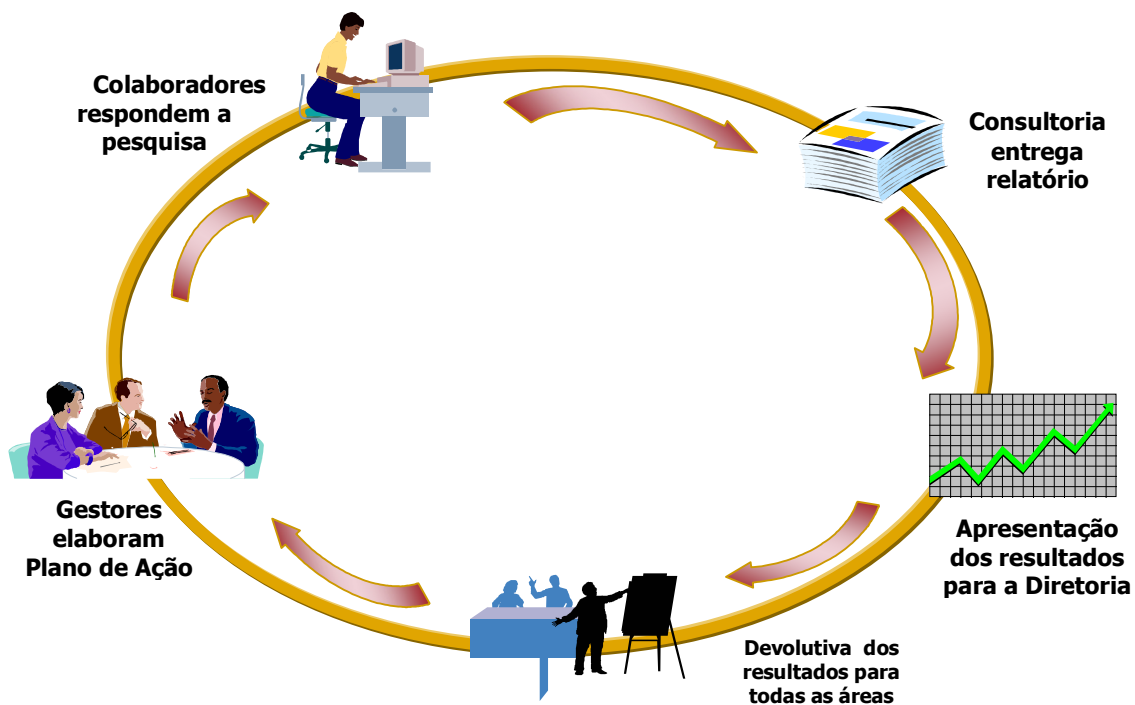 Colaboradores
respondem a
pesquisa
Consultoria
entrega
relatório
Apresentação
dos resultados
para a Diretoria
Devolutiva dos
resultados para
todas as áreas
Gestores
elaboram
Plano de Ação